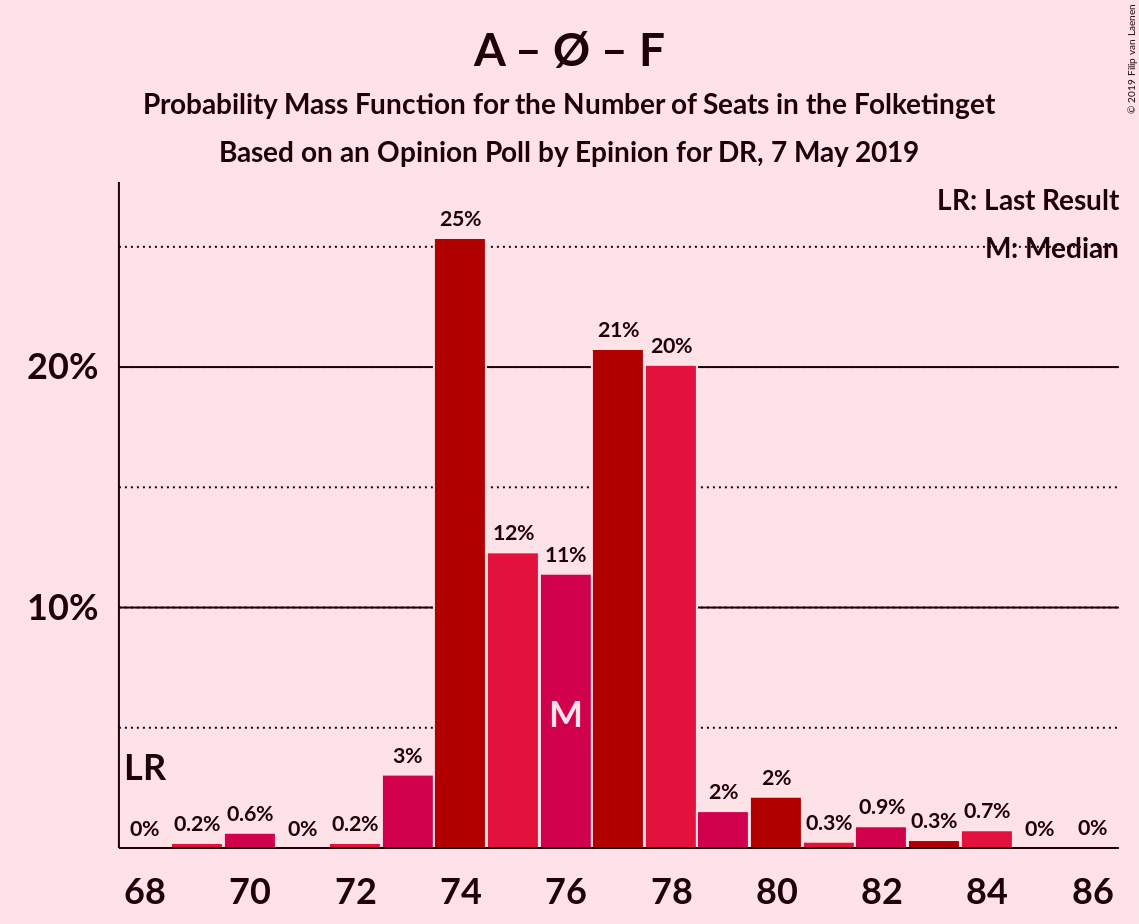 A – Ø – F
Probability Mass Function for the Number of Seats in the Folketinget
Based on an Opinion Poll by Epinion for DR, 7 May 2019
© 2019 Filip van Laenen
LR: Last Result
M: Median
25%
21%
20%
20%
12%
11%
10%
M
LR
3%
2%
2%
0%
0.2%
0.6%
0%
0.2%
0.3%
0.9%
0.3%
0.7%
0%
0%
68 70 72 74 76 78 80 82 84 86